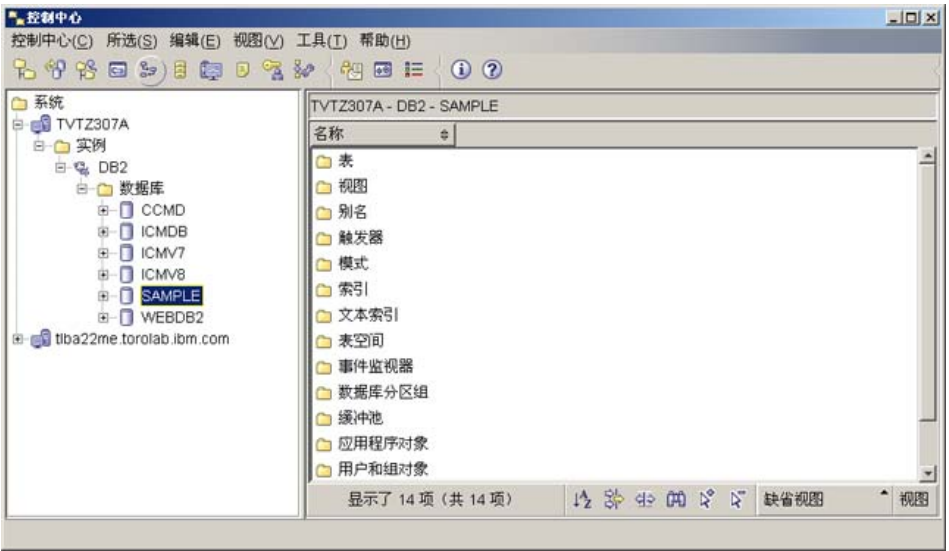 控制中心
控制中心(C) 所选(S) 编辑(E) 视图(V) 工具(T) 帮助(H)
系统
TVTZ307A
实例
DB2
数据库
CCMD
ICMDB
ICMV7
ICMV8
SAMPLE
WEBDB2
tlba22me.torolab.ibm.com
TVTZ307A - DB2 - SAMPLE
名称
表
视图
别名
触发器
模式
索引
文本索引
表空间
事件监视器
数据库分区组
缓冲池
应用程序对象
用户和组对象
显示了 14 项（共 14 项）
缺省视图
视图